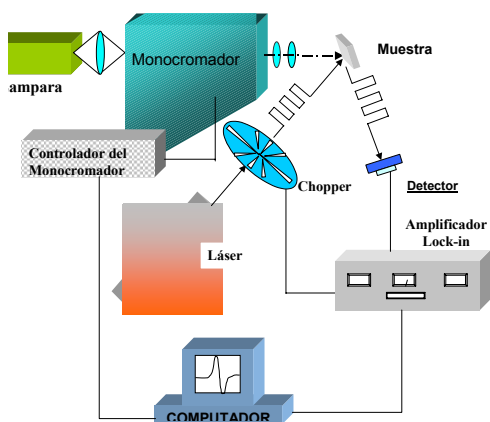 Monocromador
Muestra
ampara
Controlador del
Monocromador
Chopper
Detector
Láser
Amplificador
Lock-in
COMPUTADOR